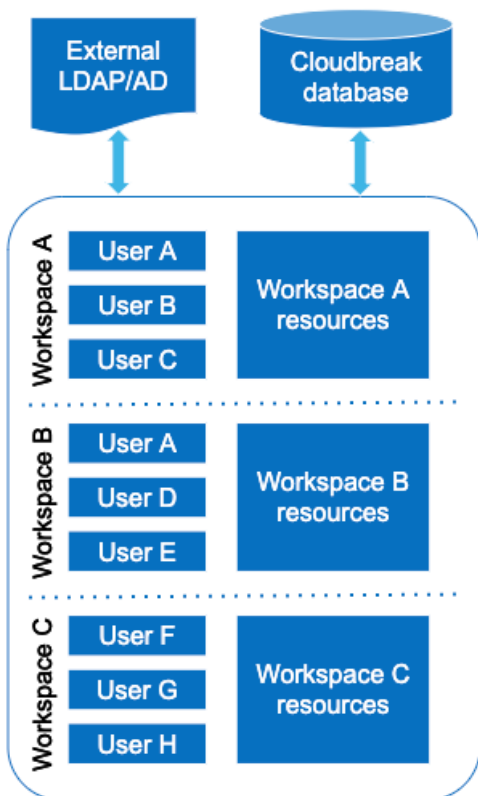 External
LDAP/AD
Cloudbreak
database
Workspace A
User A
User B
User C
Workspace A
resources
Workspace B
User A
User D
User E
Workspace B
resources
Workspace C
User F
User G
User H
Workspace C
resources